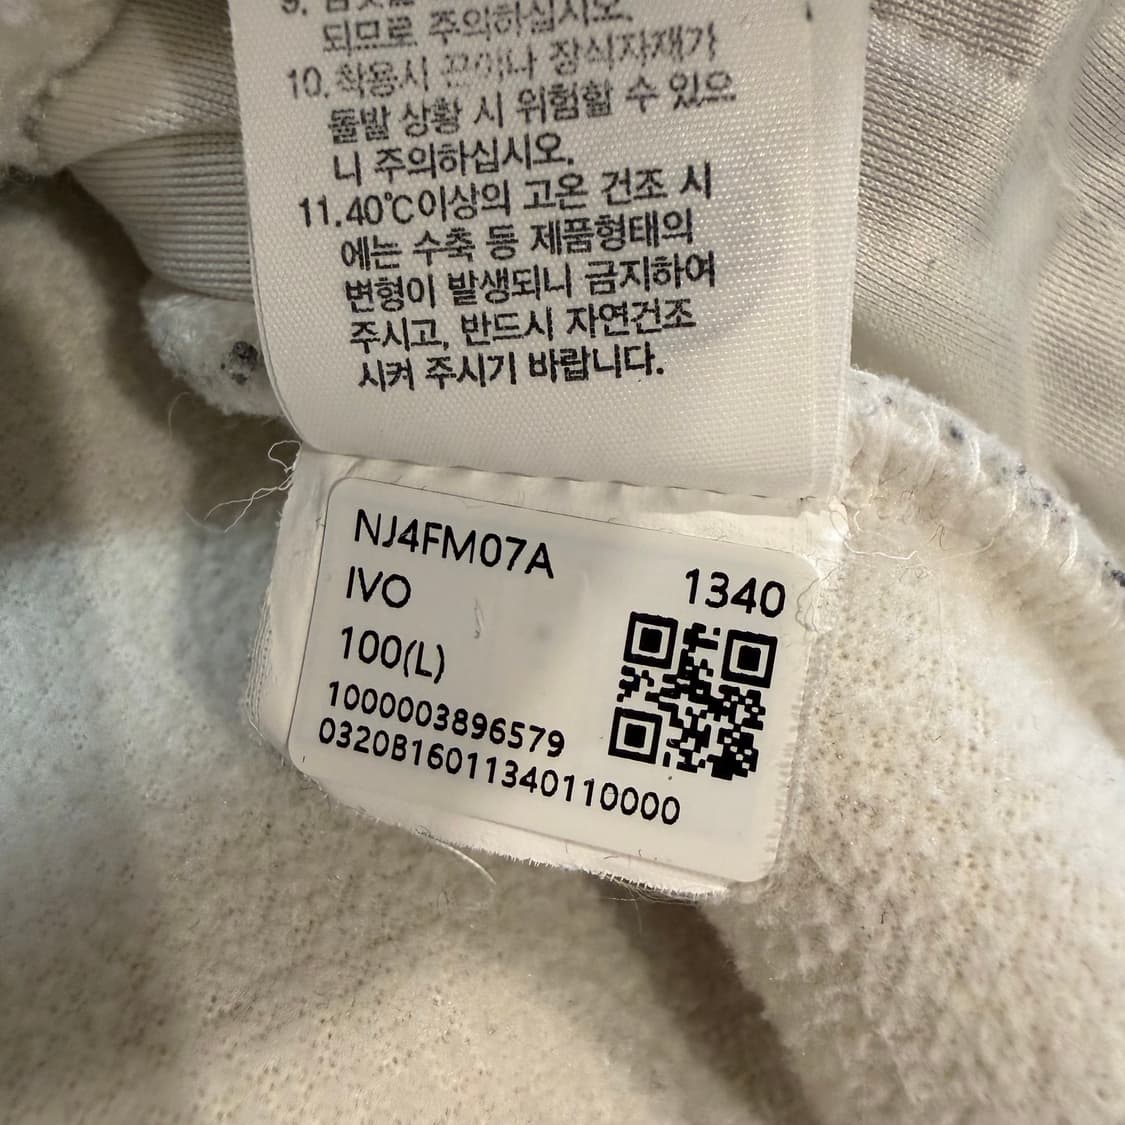 9.
되므로 주의하십시오.
10. 착용시 끈이나 장식자재가
돌발 상황 시 위험할 수 있으
니 주의하십시오.
11.40℃이상의 고온 건조 시
에는 수축 등 제품형태의
변형이 발생되니 금지하여
주시고, 반드시 자연건조
시켜 주시기 바랍니다.
NJ4FM07A
1340
IVO
100(L)
1000003896579
0320B16011340110000